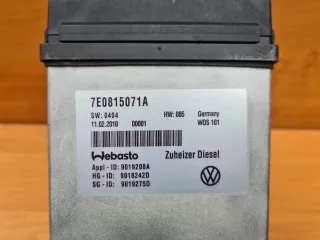 7E0815071A
SW: 0404 HW: 085 Germany
11.02.2010 00001 WDS 101
Webasto Zuheizer Diesel
Appl - ID: 9019208A
HG - ID: 9018242D
SG - ID: 9019275D